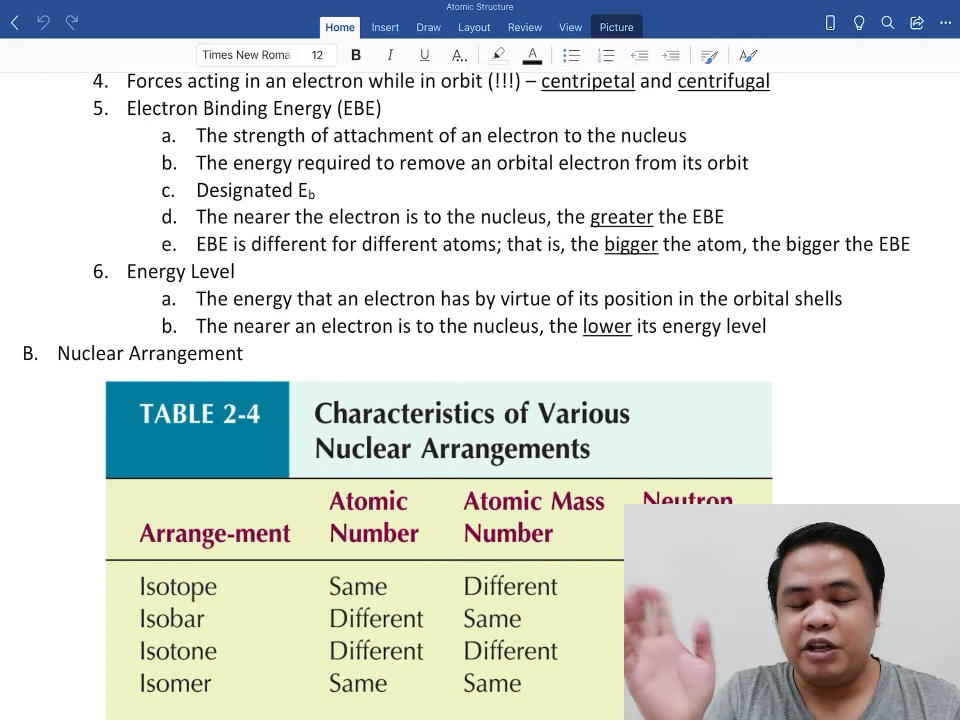 Atomic Structure
Home Insert Draw Layout Review View Picture
Times New Roma 12 B I U A..  A
4. Forces acting in an electron while in orbit (!!!) – centripetal and centrifugal
5. Electron Binding Energy (EBE)
a. The strength of attachment of an electron to the nucleus
b. The energy required to remove an orbital electron from its orbit
c. Designated Eb
d. The nearer the electron is to the nucleus, the greater the EBE
e. EBE is different for different atoms; that is, the bigger the atom, the bigger the EBE
6. Energy Level
a. The energy that an electron has by virtue of its position in the orbital shells
b. The nearer an electron is to the nucleus, the lower its energy level
B. Nuclear Arrangement
TABLE 2-4 Characteristics of Various
Nuclear Arrangements
Atomic Atomic Mass Neutron
Arrange-ment Number Number
Isotope Same Different
Isobar Different Same
Isotone Different Different
Isomer Same Same